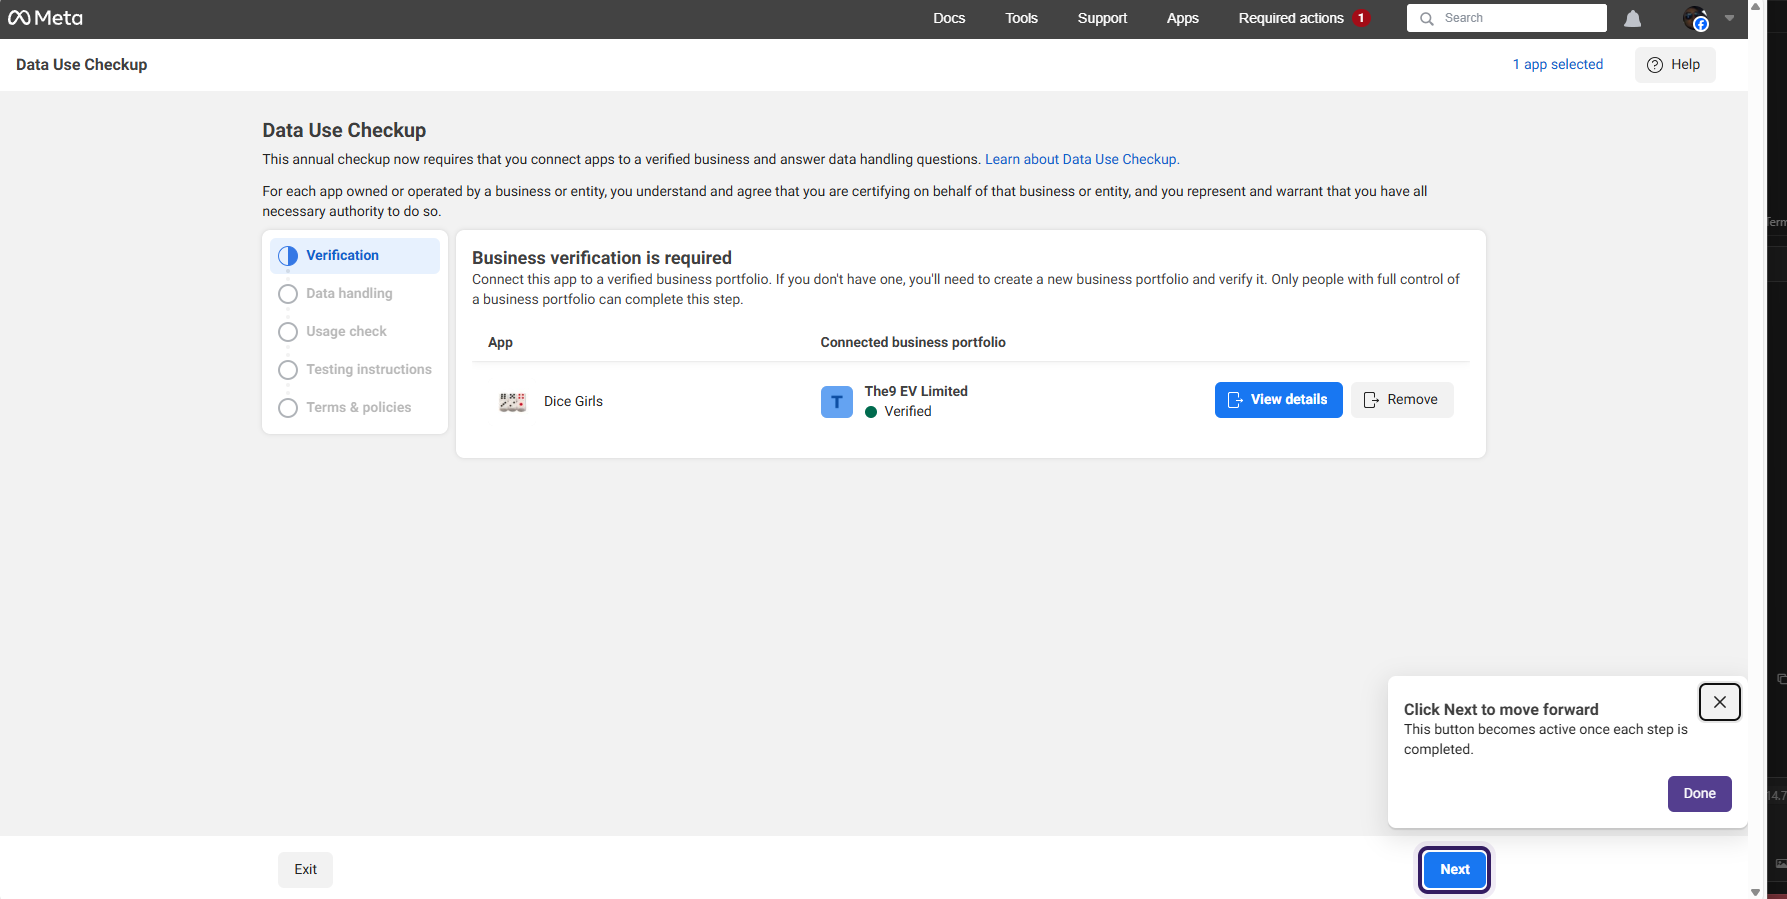 Meta
Docs
Tools
Support
Apps
Required actions 1
Search
Data Use Checkup
1 app selected
Help
Data Use Checkup
This annual checkup now requires that you connect apps to a verified business and answer data handling questions. Learn about Data Use Checkup.
For each app owned or operated by a business or entity, you understand and agree that you are certifying on behalf of that business or entity, and you represent and warrant that you have all
necessary authority to do so.
Verification
Data handling
Usage check
Testing instructions
Terms & policies
Business verification is required
Connect this app to a verified business portfolio. If you don't have one, you'll need to create a new business portfolio and verify it. Only people with full control of
a business portfolio can complete this step.
App
Connected business portfolio
Dice Girls
T
The9 EV Limited
Verified
View details
Remove
Click Next to move forward
This button becomes active once each step is
completed.
Done
Exit
Next
14.7